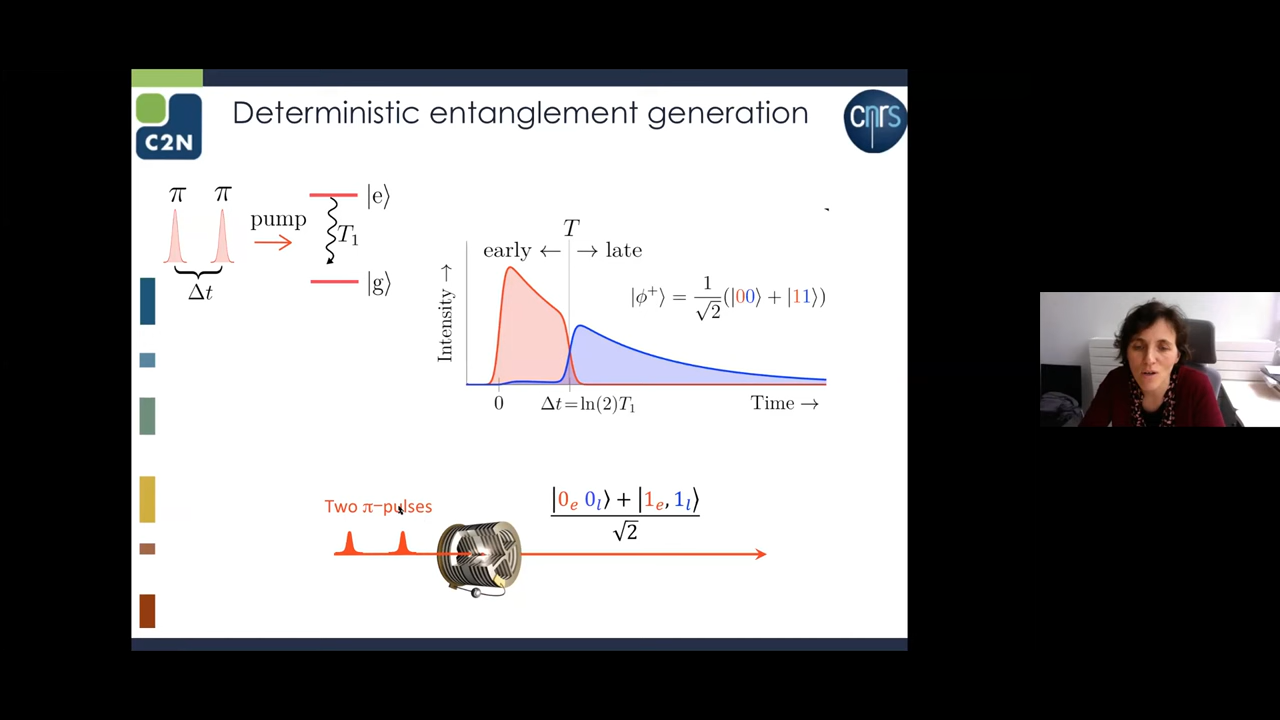 Deterministic entanglement generation
C2N
cnrs
π π
pump
|e⟩
T₁
|g⟩
Δt
T
early ← → late
Intensity →
|ϕ⁺⟩ = 1/√2 (|00⟩ + |11⟩)
0
Δt=ln(2)T₁
Time →
Two π-pulses
|0ₑ 0ₗ⟩ + |1ₑ, 1ₗ⟩
√2